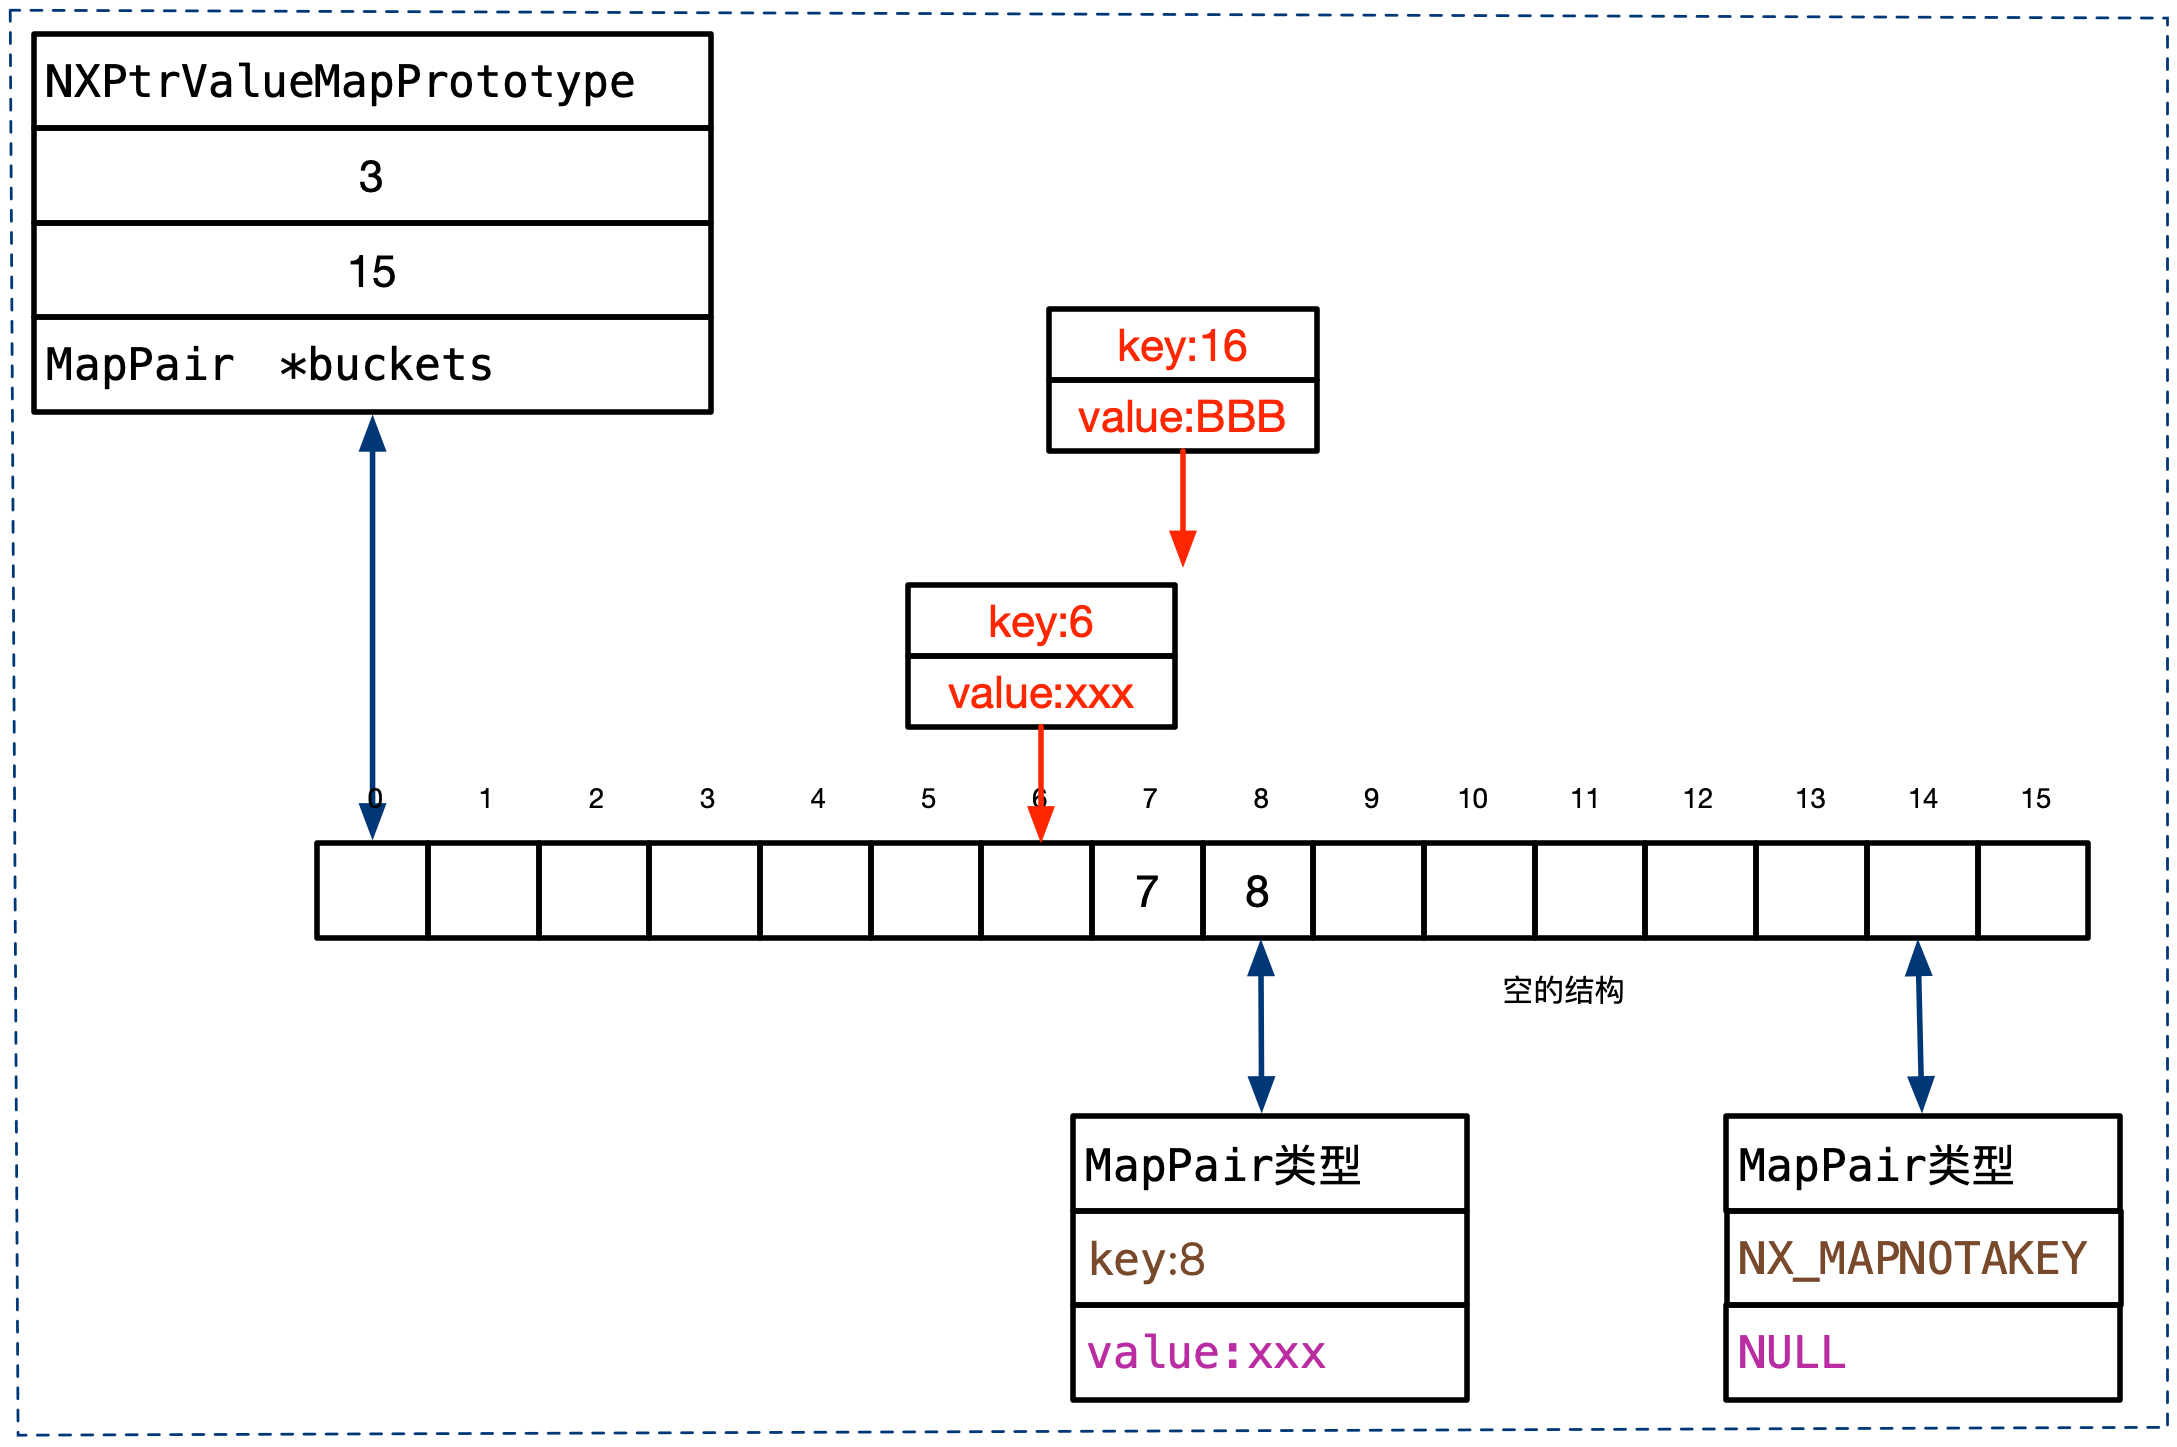 NXPtrValueMapPrototype
3
15
MapPair *buckets
key:16
value:BBB
key:6
value:xxx
0 1 2 3 4 5 6 7 8 9 10 11 12 13 14 15
7 8
空的结构
MapPair类型
key:8
value:xxx
MapPair类型
NX_MAPNOTAKEY
NULL